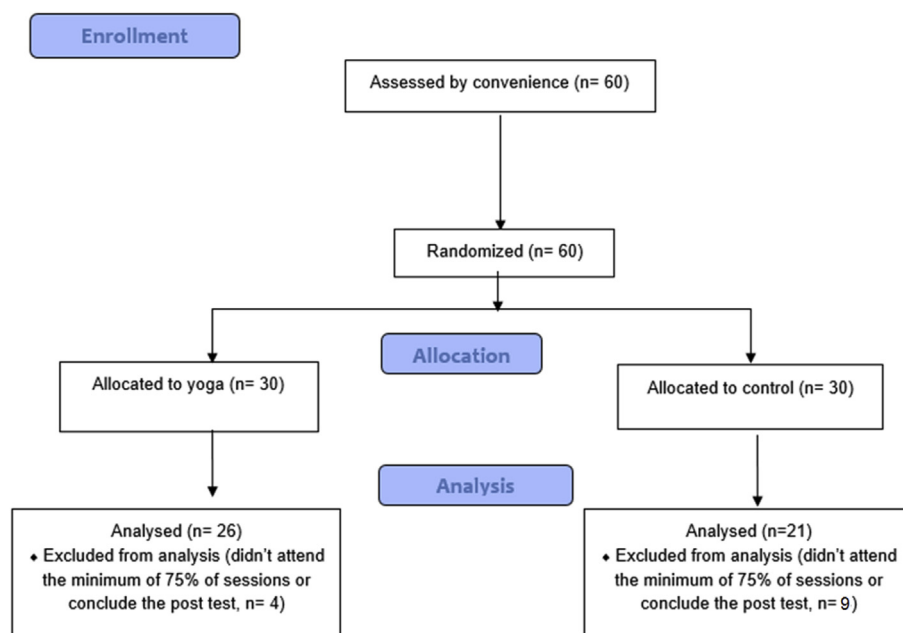 Enrollment
Assessed by convenience (n= 60)
Randomized (n= 60)
Allocation
Allocated to yoga (n= 30)
Allocated to control (n= 30)
Analysis
Analysed (n= 26)
♦ Excluded from analysis (didn't attend
the minimum of 75% of sessions or
conclude the post test, n= 4)
Analysed (n=21)
♦ Excluded from analysis (didn't attend
the minimum of 75% of sessions or
conclude the post test, n= 9)